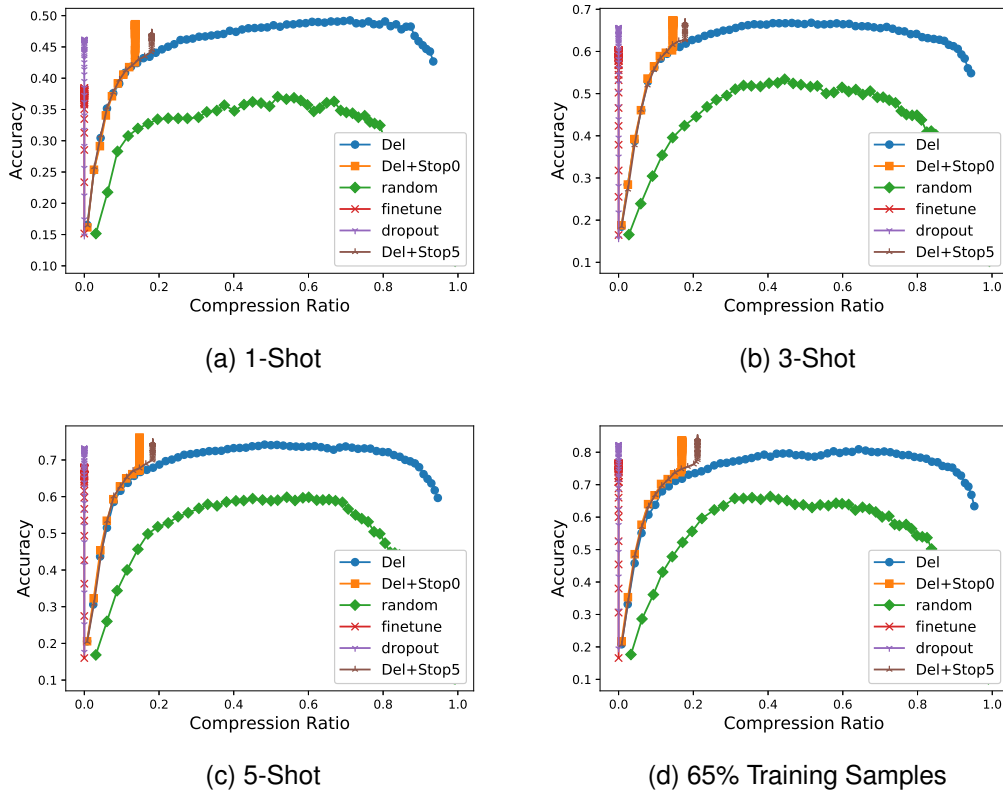 0.50
0.45
0.40
0.35
0.30
0.25
0.20
0.15
0.10
Accuracy
0.0 0.2 0.4 0.6 0.8 1.0
Compression Ratio
Del
Del+Stop0
random
finetune
dropout
Del+Stop5
(a) 1-Shot
0.7
0.6
0.5
0.4
0.3
0.2
0.1
Accuracy
0.0 0.2 0.4 0.6 0.8 1.0
Compression Ratio
Del
Del+Stop0
random
finetune
dropout
Del+Stop5
(b) 3-Shot
0.7
0.6
0.5
0.4
0.3
0.2
0.1
Accuracy
0.0 0.2 0.4 0.6 0.8 1.0
Compression Ratio
Del
Del+Stop0
random
finetune
dropout
Del+Stop5
(c) 5-Shot
0.8
0.7
0.6
0.5
0.4
0.3
0.2
0.1
Accuracy
0.0 0.2 0.4 0.6 0.8 1.0
Compression Ratio
Del
Del+Stop0
random
finetune
dropout
Del+Stop5
(d) 65% Training Samples